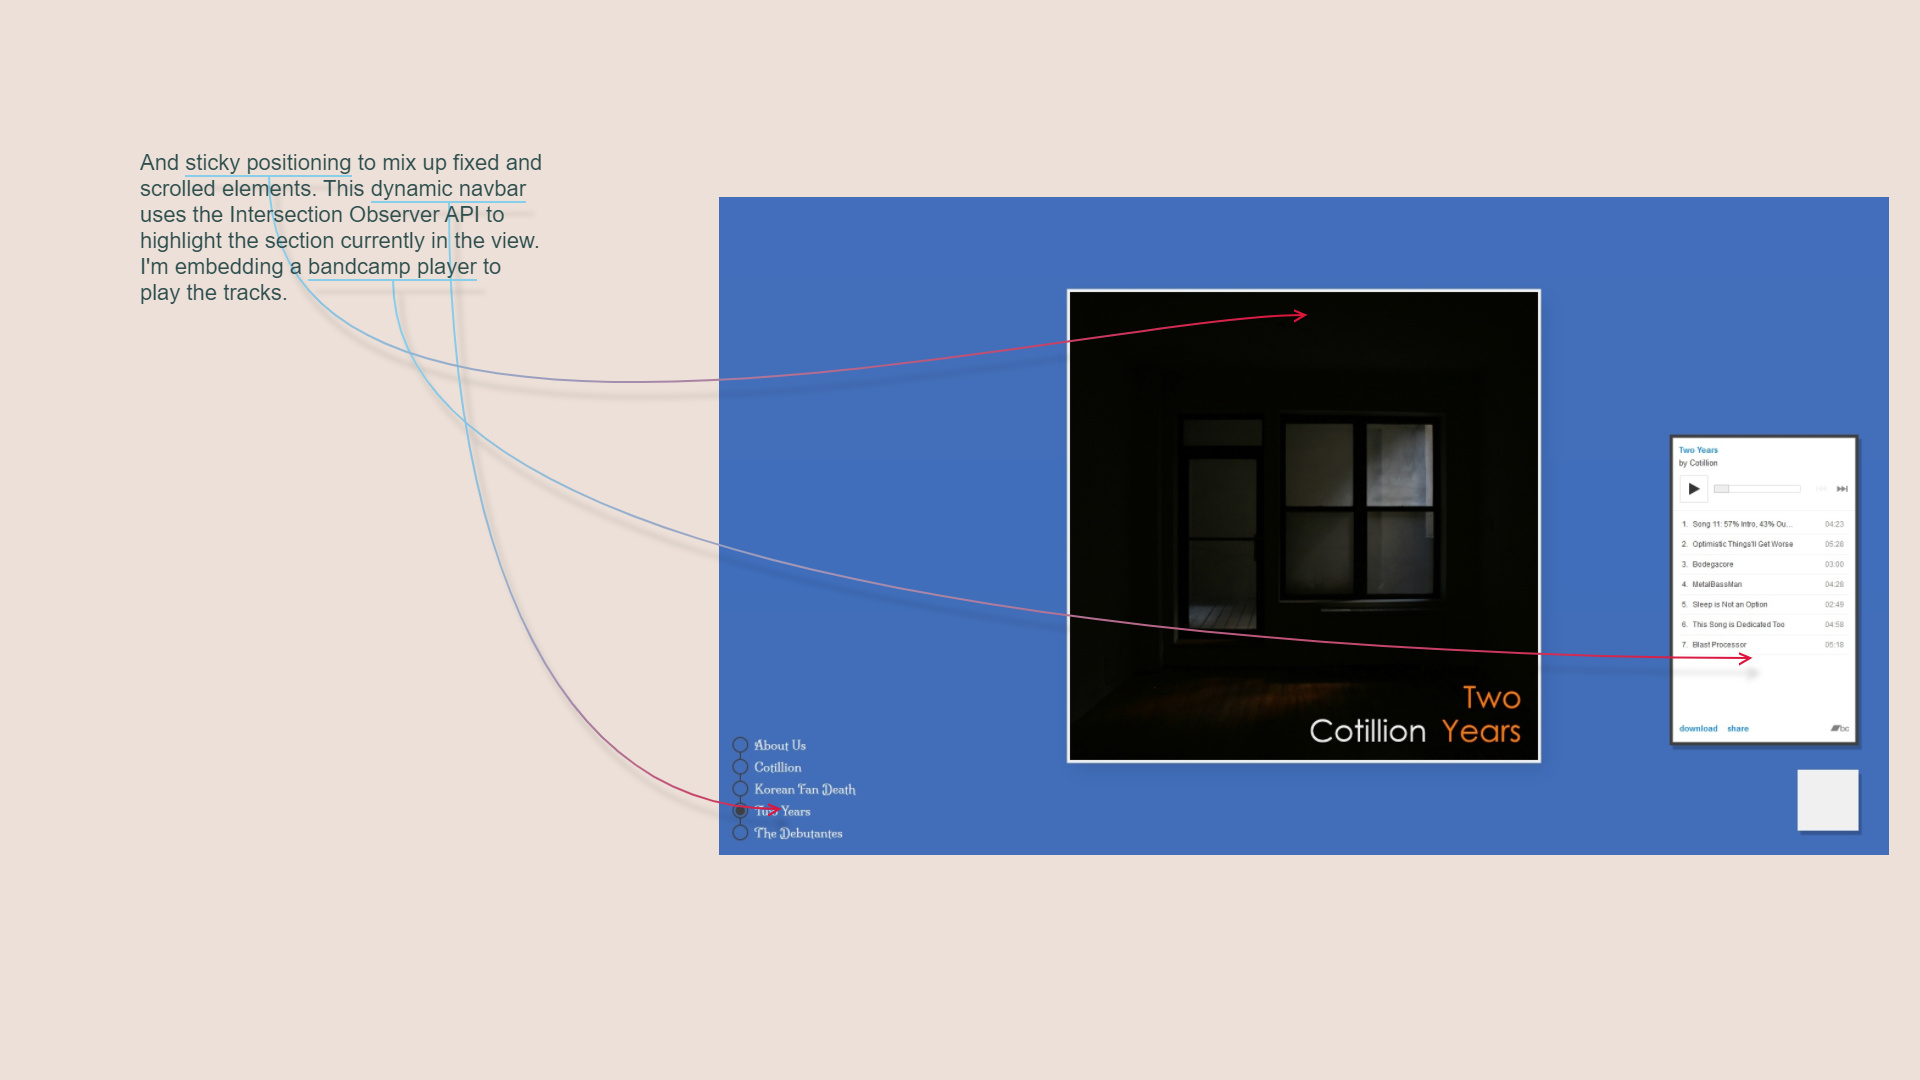 And sticky positioning to mix up fixed and
scrolled elements. This dynamic navbar
uses the Intersection Observer API to
highlight the section currently in the view.
I'm embedding a bandcamp player to
play the tracks.
Two
Cotillion Years
About Us
Cotillion
Korean Fan Death
Two Years
The Debutantes
Two Years
by Cotillion
1. Song 11: 57% Intro, 43% Ou... 04:23
2. Optimistic Things'll Get Worse 05:26
3. Bodegacore 03:00
4. MetalBassMan 04:26
5. Sleep is Not an Option 02:49
6. This Song is Dedicated Too 04:58
7. Blast Processor 05:18
download share bc